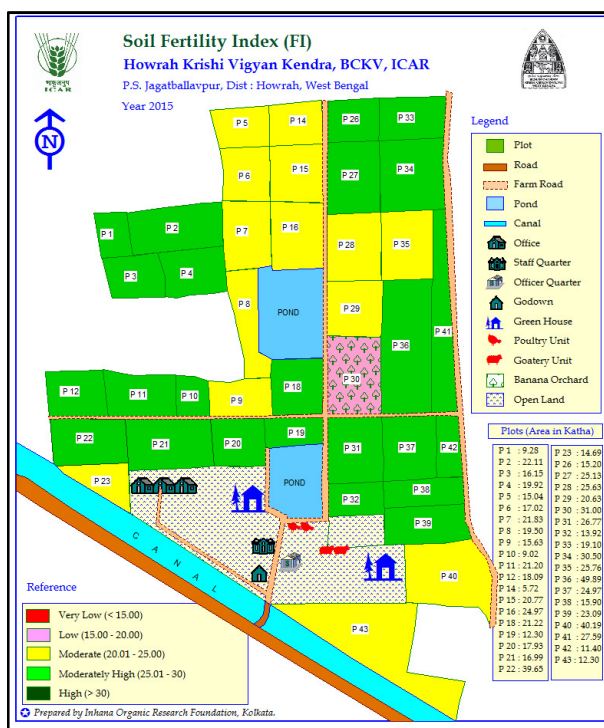 Soil Fertility Index (FI)
Howrah Krishi Vigyan Kendra, BCKV, ICAR
P.S. Jagatballavpur, Dist : Howrah, West Bengal
Year 2015
ICAR
N
P 5
P 14
P 26
P 33
P 6
P 15
P 27
P 34
P 1
P 2
P 7
P 16
P 28
P 35
P 3
P 4
P 8
POND
P 29
P 41
P 36
P 30
P 12
P 11
P 10
P 9
P 18
P 22
P 21
P 20
P 19
P 31
P 37
P 42
P 23
POND
P 32
P 38
P 39
CANAL
P 40
P 43
Legend
Plot
Road
Farm Road
Pond
Canal
Office
Staff Quarter
Officer Quarter
Godown
Green House
Poultry Unit
Goatery Unit
Banana Orchard
Open Land
Plots (Area in Katha)
P 1 : 9.28
P 2 : 22.11
P 3 : 16.15
P 4 : 19.92
P 5 : 15.04
P 6 : 17.02
P 7 : 21.83
P 8 : 19.50
P 9 : 15.63
P 10 : 9.02
P 11 : 21.20
P 12 : 18.09
P 14 : 5.72
P 15 : 20.77
P 16 : 24.97
P 18 : 21.22
P 19 : 12.30
P 20 : 17.93
P 21 : 16.99
P 22 : 39.65
P 23 : 14.69
P 26 : 15.20
P 27 : 25.13
P 28 : 25.63
P 29 : 20.63
P 30 : 31.00
P 31 : 26.77
P 32 : 13.92
P 33 : 19.10
P 34 : 30.50
P 35 : 25.76
P 36 : 49.89
P 37 : 24.97
P 38 : 15.90
P 39 : 23.09
P 40 : 40.19
P 41 : 27.59
P 42 : 11.40
P 43 : 12.30
Reference
Very Low (< 15.00)
Low (15.00 - 20.00)
Moderate (20.01 - 25.00)
Moderately High (25.01 - 30)
High (> 30)
Prepared by Inhana Organic Research Foundation, Kolkata.